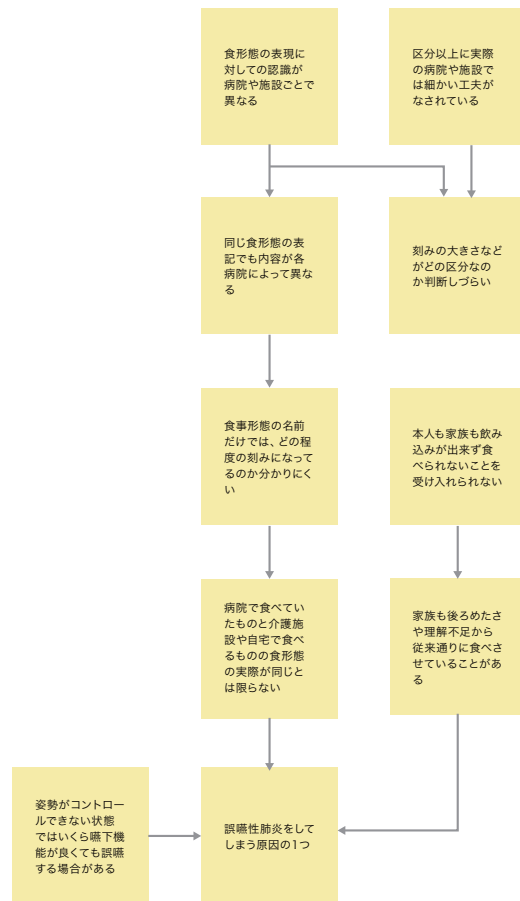 食形態の表現に
対しての認識が
病院や施設ごとで
異なる
区分以上に実際
の病院や施設で
は細かい工夫が
なされている
同じ食形態の表
記でも内容が各
病院によって異な
る
刻みの大きさなど
がどの区分なの
か判断しづらい
食事形態の名前
だけでは、どの程
度の刻みになって
るのか分かりにく
い
本人も家族も飲み
込みが出来ず食
べられないことを
受け入れられない
病院で食べてい
たものと介護施
設や自宅で食べ
るものの食形態
の実際が同じと
は限らない
家族も後ろめたさ
や理解不足から
従来通りに食べさ
せていることがあ
る
姿勢がコントロー
ルできない状態
ではいくら嚥下機
能が良くても誤嚥
する場合がある
誤嚥性肺炎をして
しまう原因の1つ